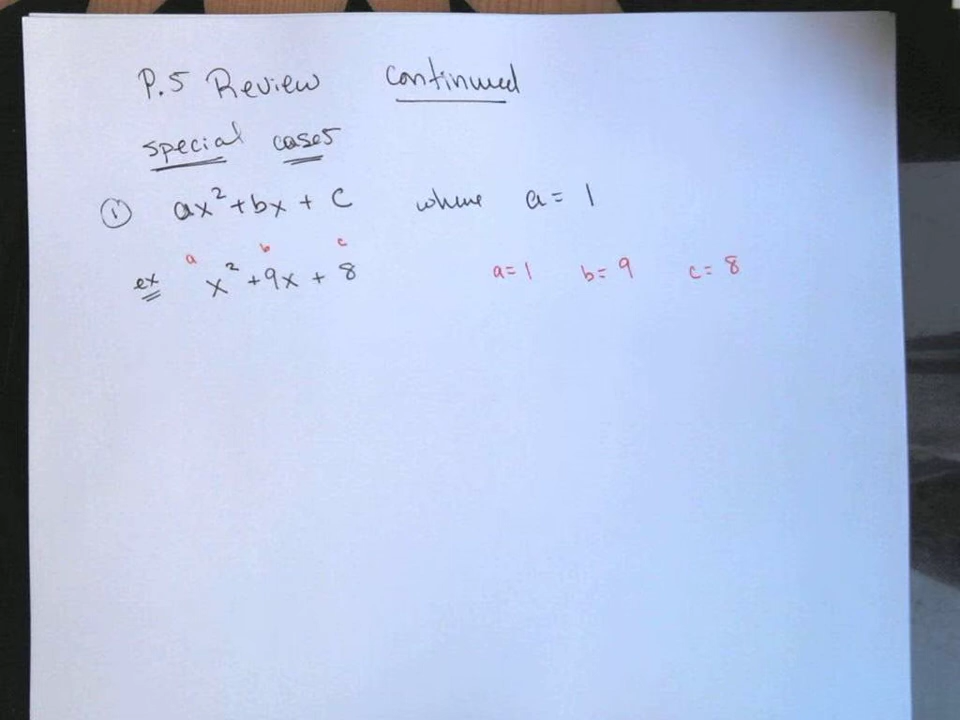 P.5 Review continued
special cases
① ax²+bx + c where a = 1
a b c
ex x²+9x + 8 a=1 b=9 c=8